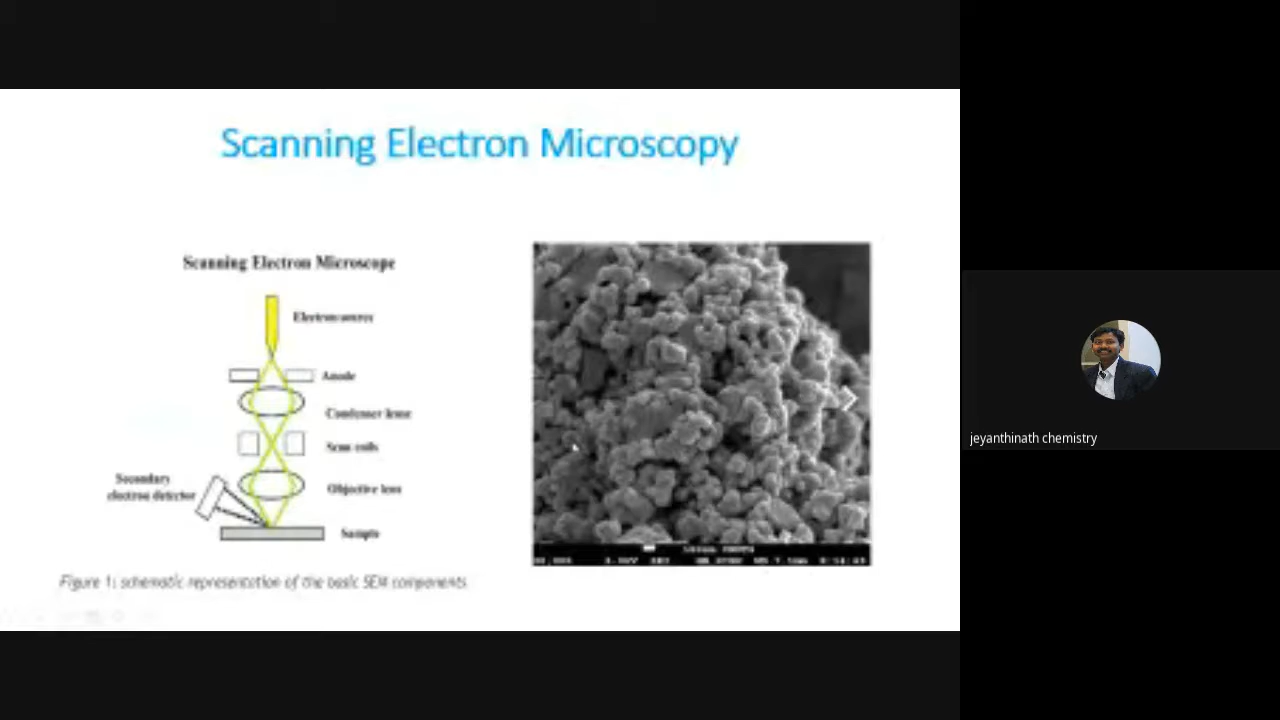 Scanning Electron Microscopy
Scanning Electron Microscope
Electron source
Anode
Condenser lense
Scan coils
Secondary
electron detector
Objective lens
Sample
Figure 1: schematic representation of the basic SEM components
jeyanthinath chemistry